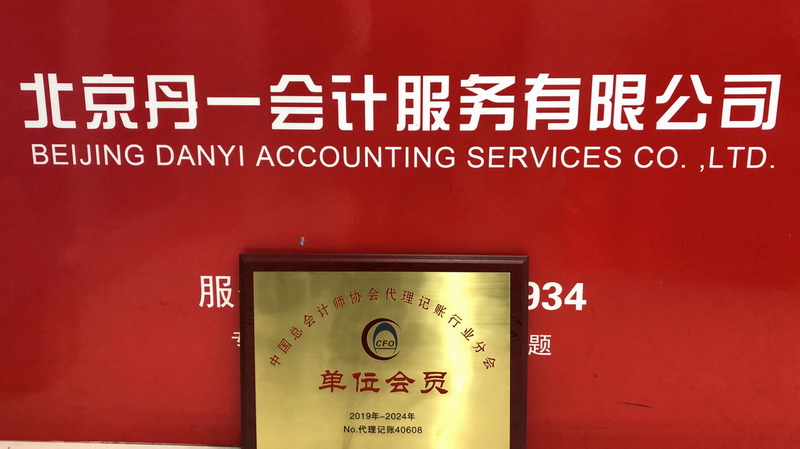 北京丹一会计服务有限公司
BEIJING DANYI ACCOUNTING SERVICES CO. ,LTD.
服
934
题
中国总会计师协会代理记账行业分会
CFO
单位会员
2019年-2024年
No.代理记账40608